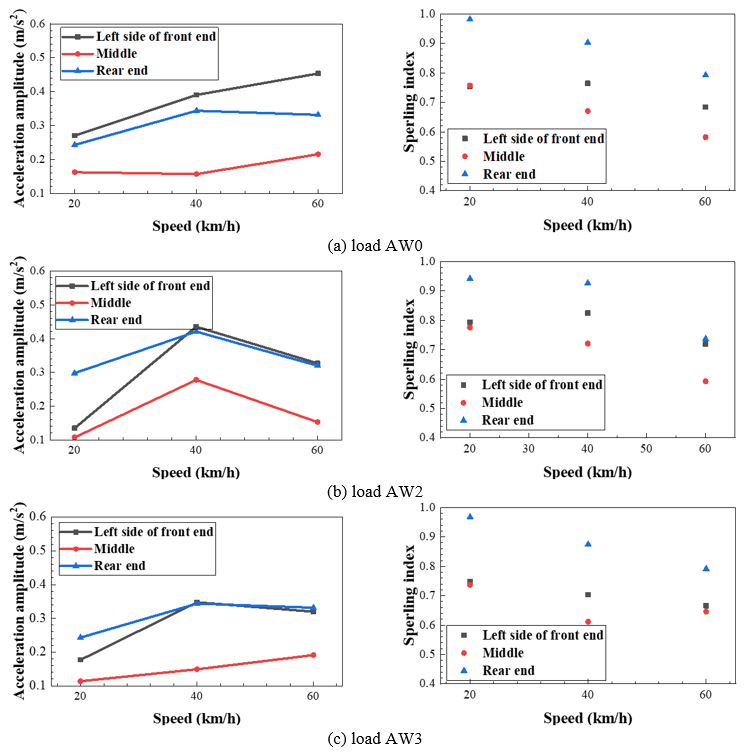 Acceleration amplitude (m/s²)
0.6
0.5
0.4
0.3
0.2
0.1
Left side of front end
Middle
Rear end
20
40
60
Speed (km/h)
Sperling index
1.0
0.9
0.8
0.7
0.6
0.5
0.4
Left side of front end
Middle
Rear end
20
40
60
Speed (km/h)
(a) load AW0
Acceleration amplitude (m/s²)
0.6
0.5
0.4
0.3
0.2
0.1
Left side of front end
Middle
Rear end
20
40
60
Speed (km/h)
Sperling index
1.0
0.9
0.8
0.7
0.6
0.5
0.4
Left side of front end
Middle
Rear end
20
30
40
50
60
Speed (km/h)
(b) load AW2
Acceleration amplitude (m/s²)
0.6
0.5
0.4
0.3
0.2
0.1
Left side of front end
Middle
Rear end
20
40
60
Speed (km/h)
Sperling index
1.0
0.9
0.8
0.7
0.6
0.5
0.4
Left side of front end
Middle
Rear end
20
40
60
Speed (km/h)
(c) load AW3